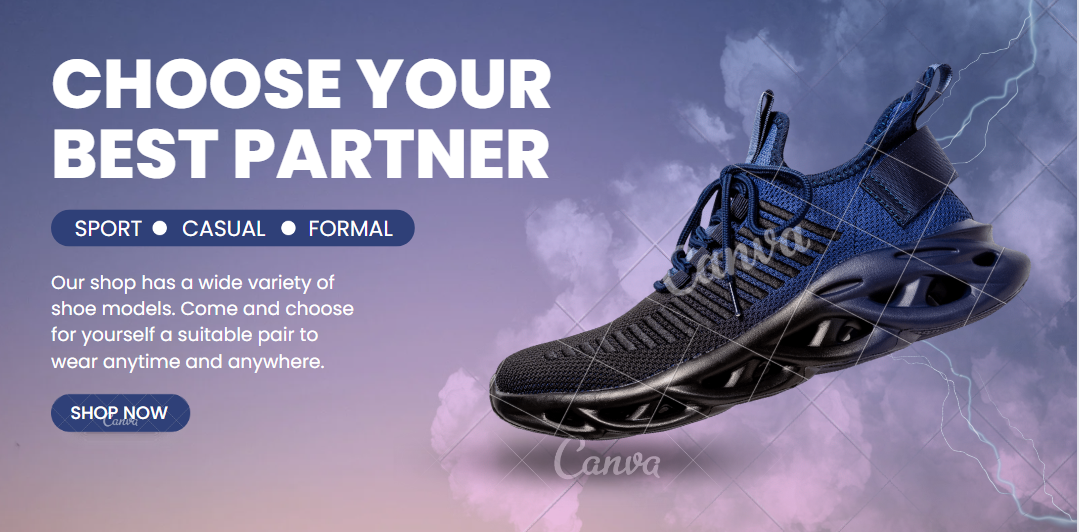 CHOOSE YOUR
BEST PARTNER
SPORT ● CASUAL ● FORMAL
Our shop has a wide variety of
shoe models. Come and choose
for yourself a suitable pair to
wear anytime and anywhere.
SHOP NOW
Canva
Canva
Canva